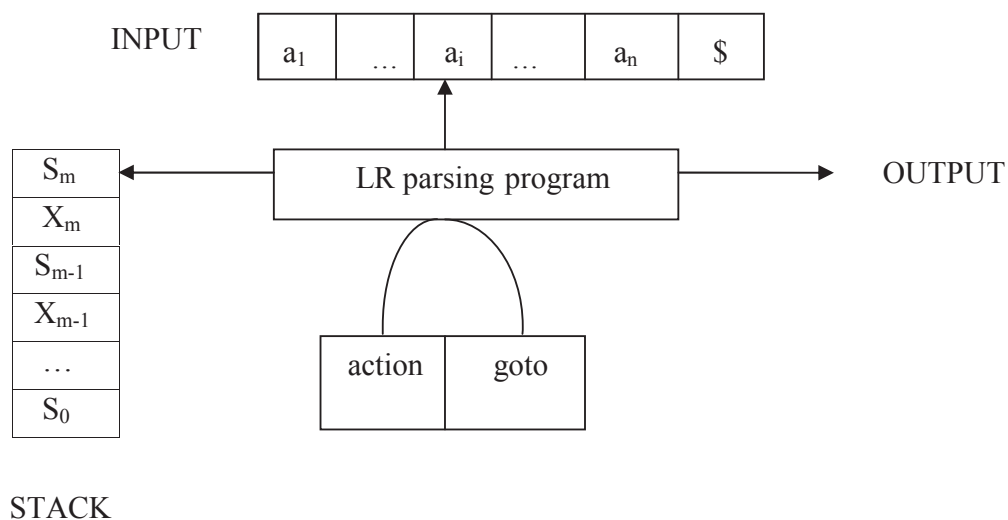 INPUT
a₁ … aᵢ … aₙ $
LR parsing program
OUTPUT
Sₘ
Xₘ
Sₘ₋₁
Xₘ₋₁
…
S₀
action goto
STACK